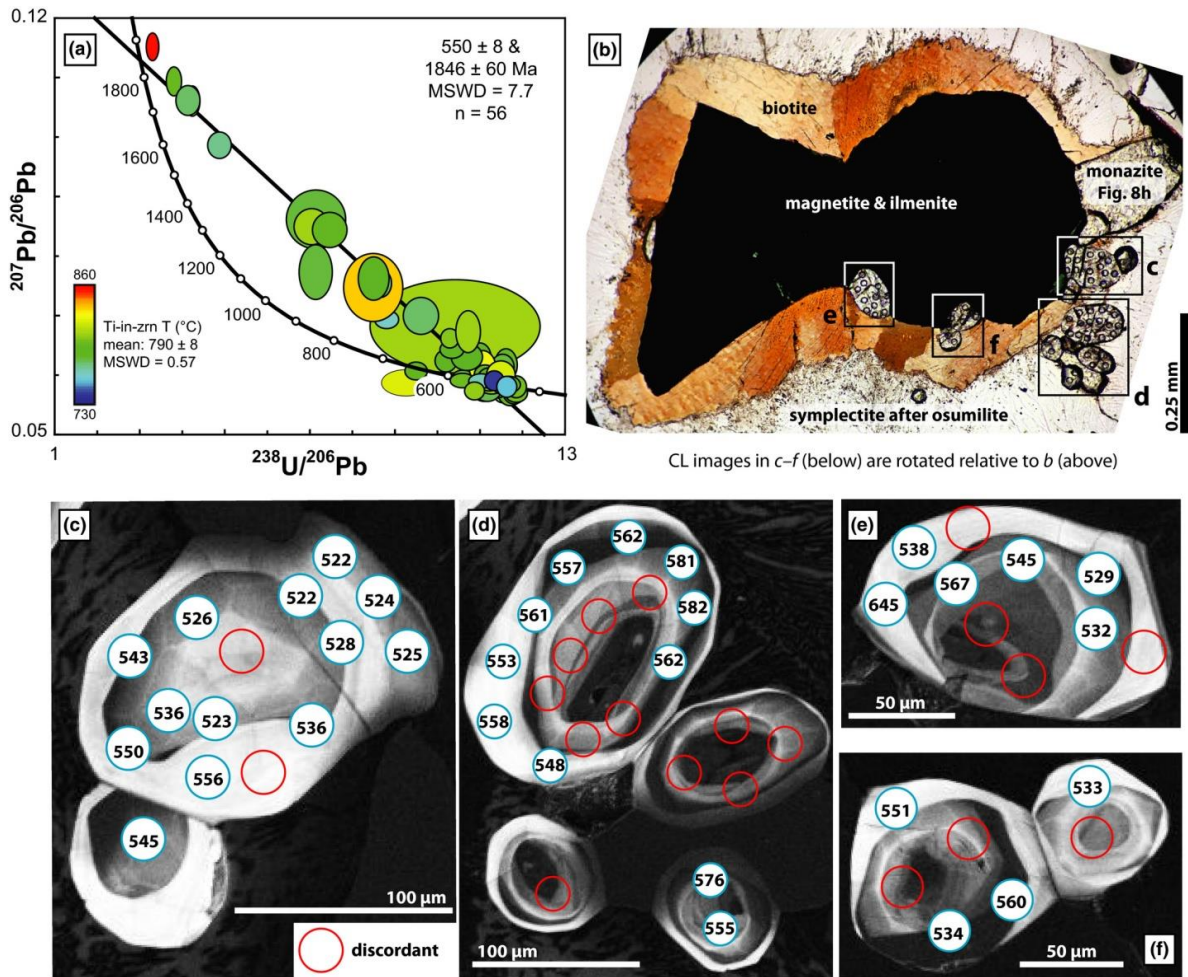 0.12
(a)
550 ± 8 &
1846 ± 60 Ma
MSWD = 7.7
n = 56
1800
1600
1400
1200
1000
800
600
207Pb/206Pb
860
Ti-in-zrn T (°C)
mean: 790 ± 8
MSWD = 0.57
730
0.05
1
238U/206Pb
13
(b)
biotite
monazite
Fig. 8h
magnetite & ilmenite
c
e
f
d
symplectite after osumilite
0.25 mm
CL images in c–f (below) are rotated relative to b (above)
(c)
522
522
524
526
528
525
543
536
523
536
550
556
545
100 µm
discordant
(d)
562
557
581
561
582
553
562
558
548
576
555
100 µm
(e)
538
545
567
529
645
532
50 µm
551
533
560
534
50 µm
(f)